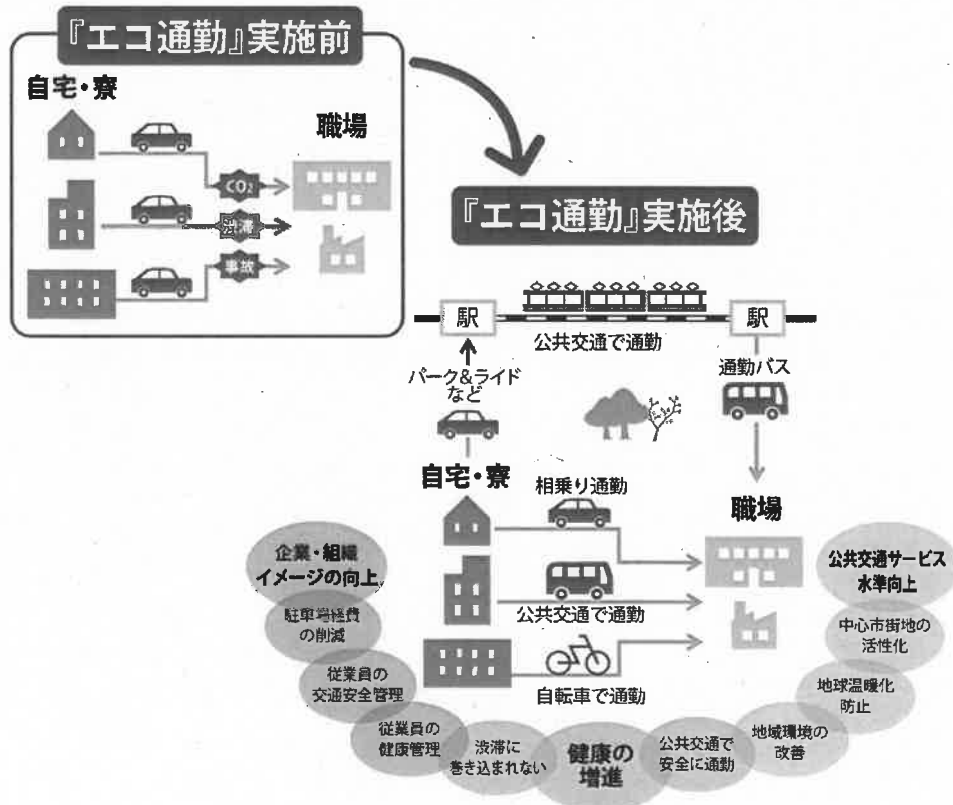 『エコ通勤』実施前
自宅・寮
職場
CO₂
渋滞
事故
『エコ通勤』実施後
駅
駅
公共交通で通勤
パーク&ライド
など
通勤バス
自宅・寮
相乗り通勤
職場
公共交通で通勤
自転車で通勤
企業・組織
イメージの向上
駐車場経費
の削減
従業員の
交通安全管理
従業員の
健康管理
渋滞に
巻き込まれない
健康の
増進
公共交通で
安全に通勤
地域環境の
改善
地球温暖化
防止
中心市街地の
活性化
公共交通サービス
水準向上